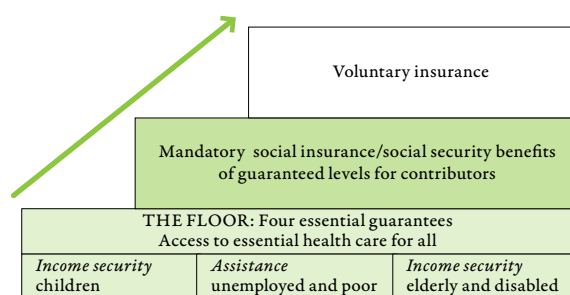 Voluntary insurance
Mandatory social insurance/social security benefits
of guaranteed levels for contributors
THE FLOOR: Four essential guarantees
Access to essential health care for all
Income security
children
Assistance
unemployed and poor
Income security
elderly and disabled